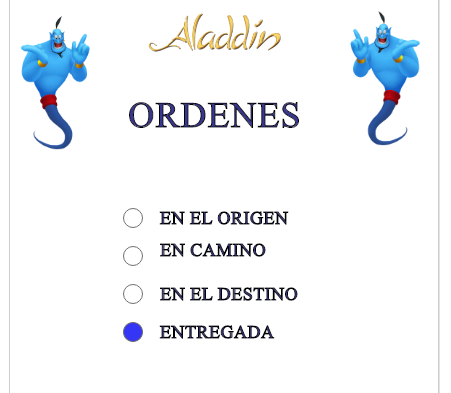 Aladdin
ORDENES
EN EL ORIGEN
EN CAMINO
EN EL DESTINO
ENTREGADA